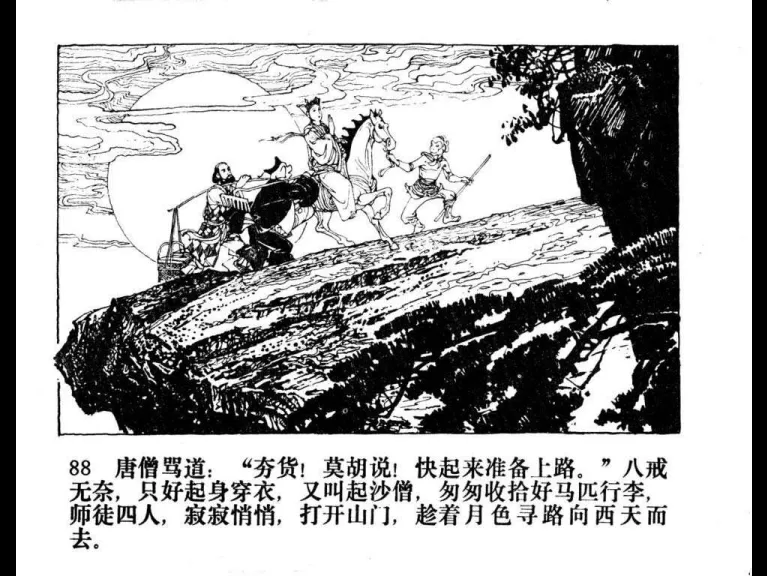 88 唐僧骂道：“夯货！莫胡说！快起来准备上路。”八戒
无奈，只好起身穿衣，又叫起沙僧，匆匆收拾好马匹行李，
师徒四人，寂寂悄悄，打开山门，趁着月色寻路向西天而
去。